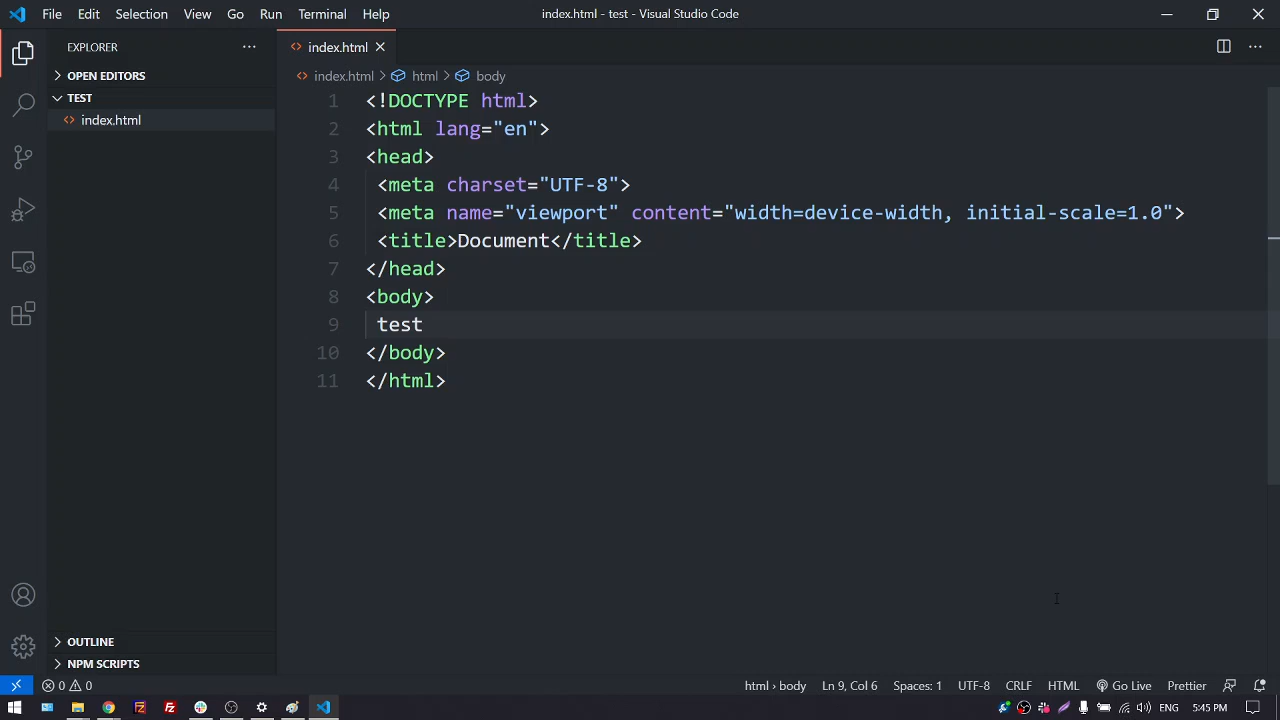 File Edit Selection View Go Run Terminal Help
index.html - test - Visual Studio Code
EXPLORER
OPEN EDITORS
TEST
index.html
OUTLINE
NPM SCRIPTS
index.html
index.html > html > body
1 <!DOCTYPE html>
2 <html lang="en">
3 <head>
4 <meta charset="UTF-8">
5 <meta name="viewport" content="width=device-width, initial-scale=1.0">
6 <title>Document</title>
7 </head>
8 <body>
9 test
10 </body>
11 </html>
0 0 html › body Ln 9, Col 6 Spaces: 1 UTF-8 CRLF HTML Go Live Prettier
ENG 5:45 PM